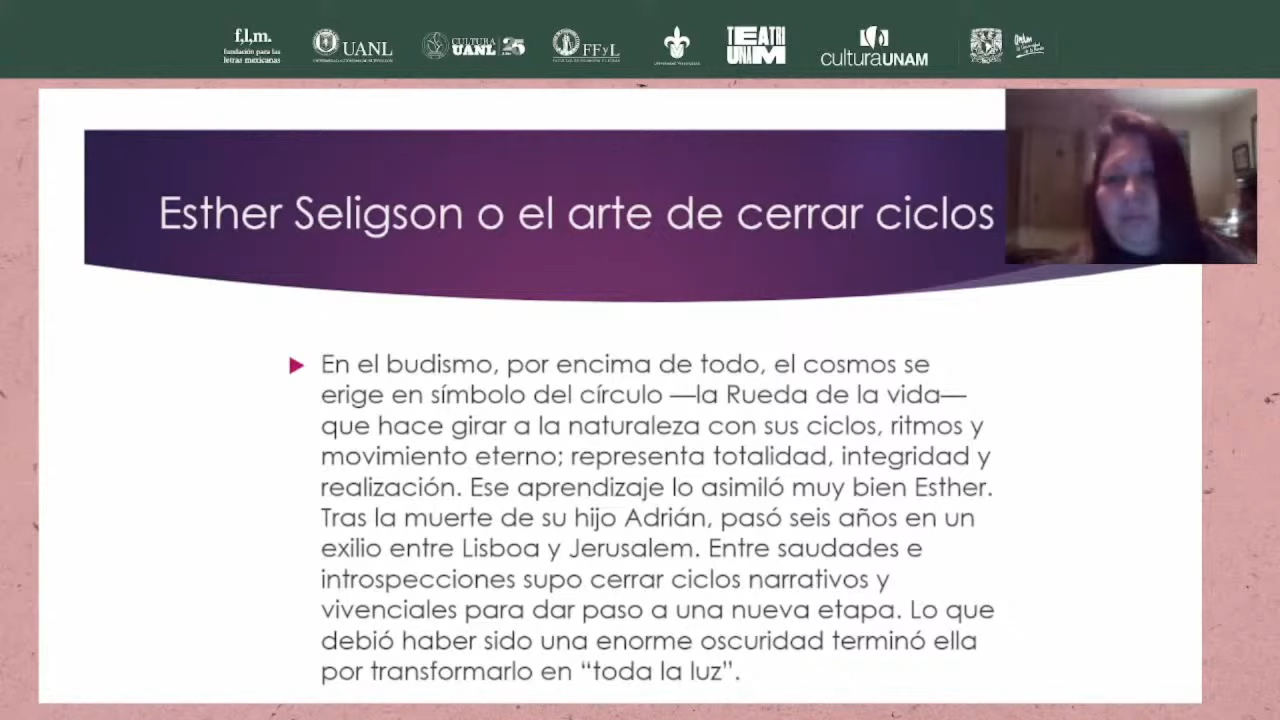 f,l,m.
fundación para las
letras mexicanas
UANL
CULTURA
UANL 25
FFyL
TEATRO
UNAM
culturaUNAM
Esther Seligson o el arte de cerrar ciclos
En el budismo, por encima de todo, el cosmos se
erige en símbolo del círculo —la Rueda de la vida—
que hace girar a la naturaleza con sus ciclos, ritmos y
movimiento eterno; representa totalidad, integridad y
realización. Ese aprendizaje lo asimiló muy bien Esther.
Tras la muerte de su hijo Adrián, pasó seis años en un
exilio entre Lisboa y Jerusalem. Entre saudades e
introspecciones supo cerrar ciclos narrativos y
vivenciales para dar paso a una nueva etapa. Lo que
debió haber sido una enorme oscuridad terminó ella
por transformarlo en “toda la luz”.